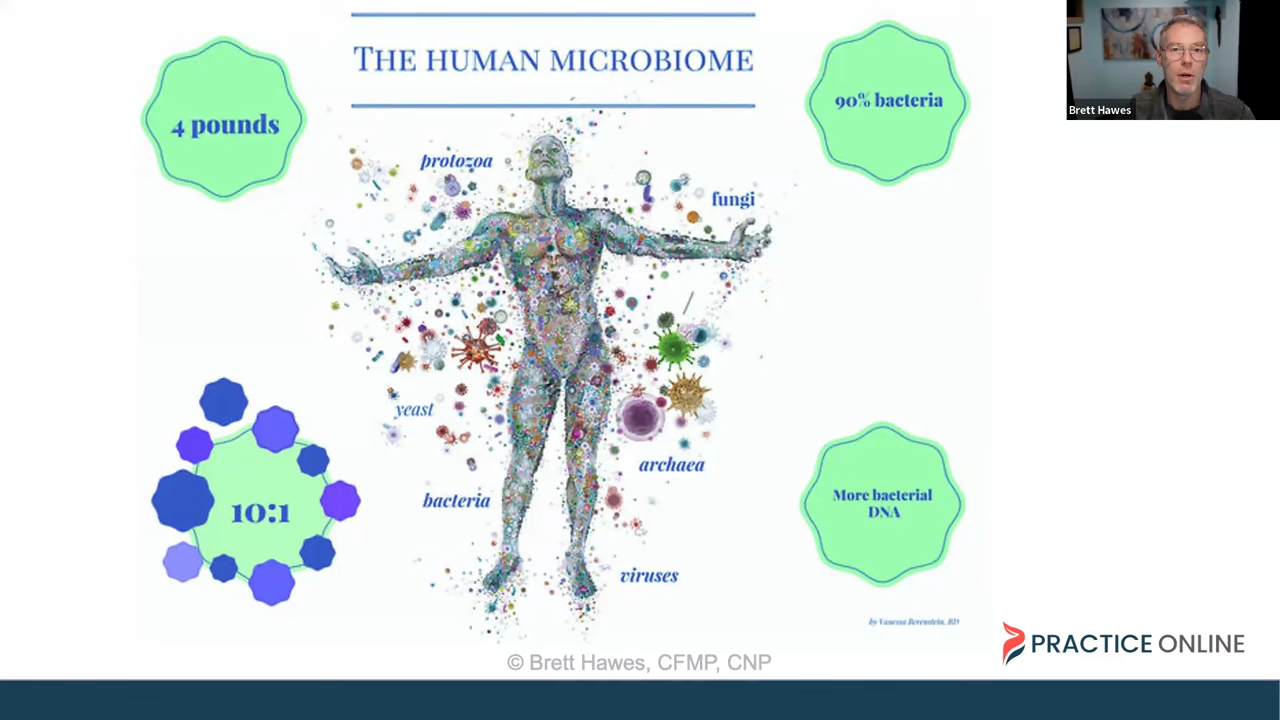 THE HUMAN MICROBIOME
4 pounds
90% bacteria
Brett Hawes
protozoa
fungi
yeast
archaea
bacteria
10:1
More bacterial
DNA
viruses
by Vanessa Berenstein, RD
PRACTICE ONLINE
© Brett Hawes, CFMP, CNP